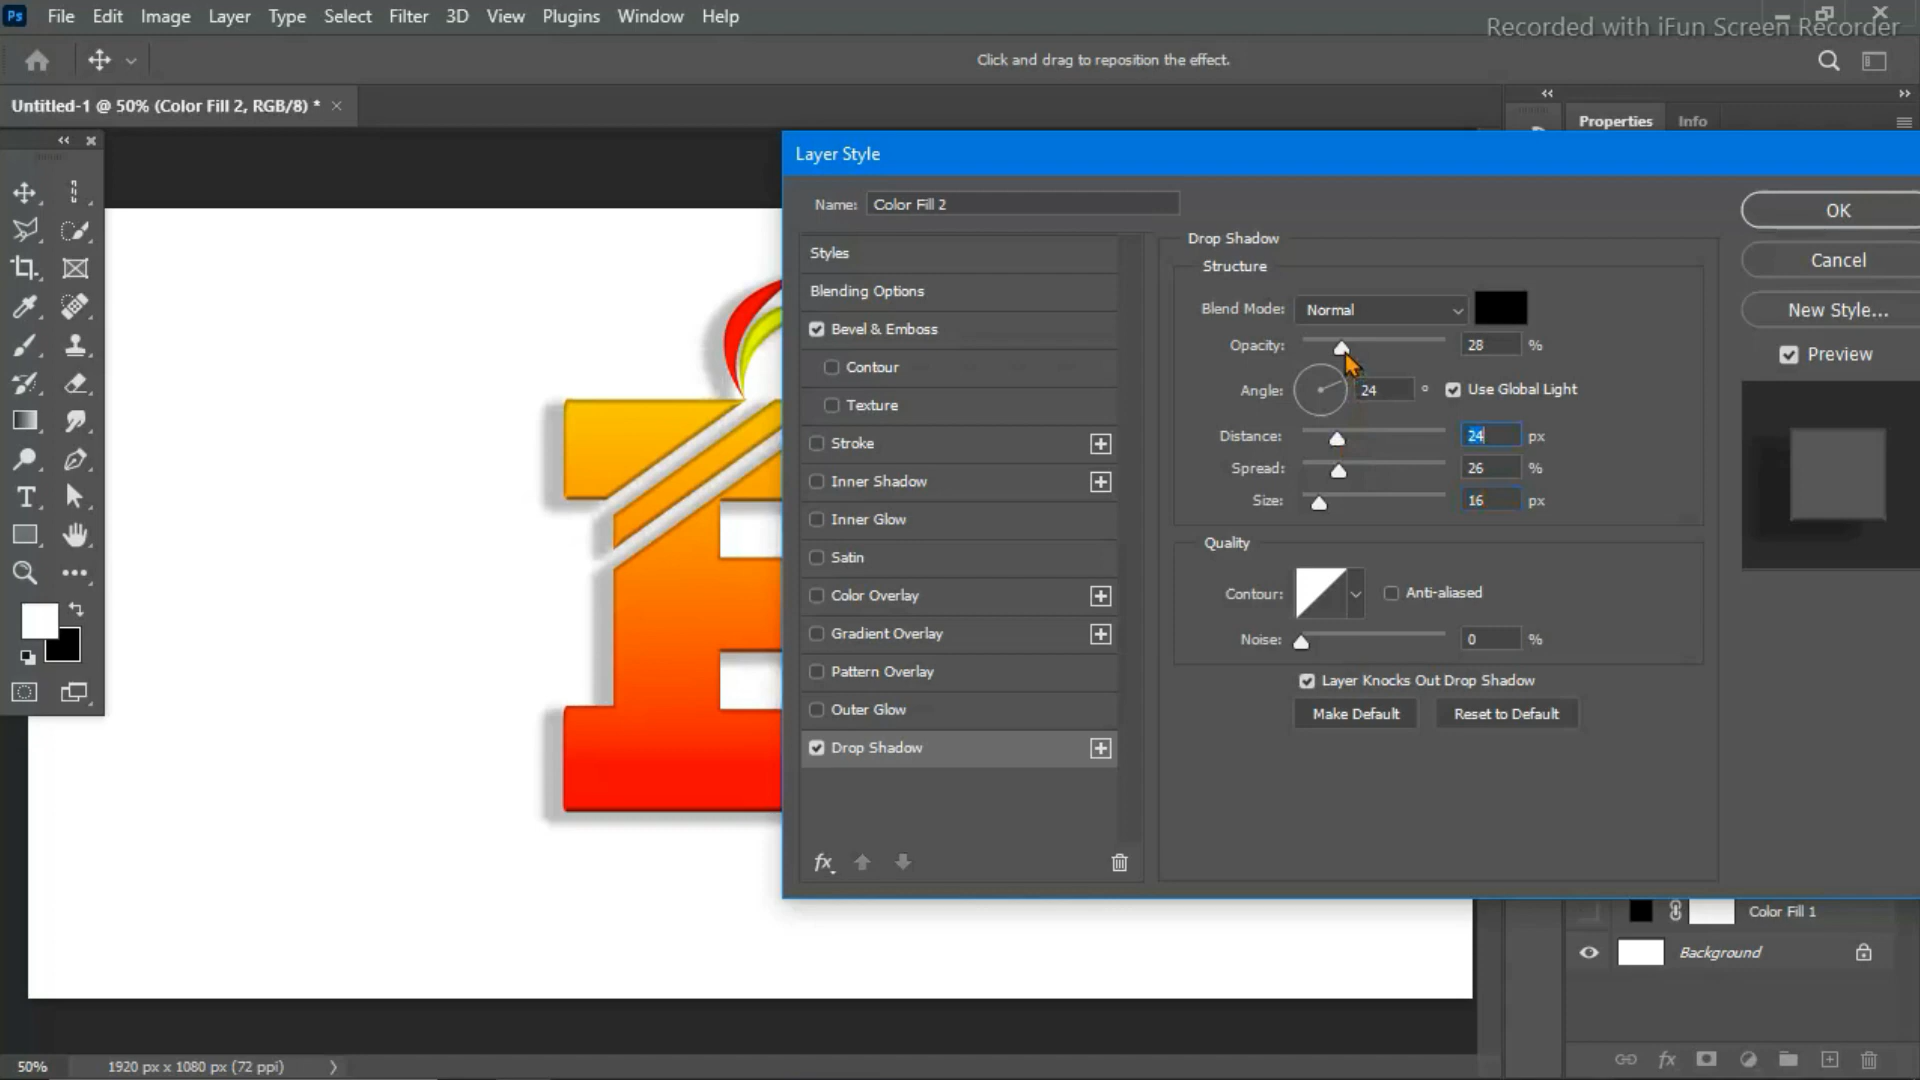 Ps File Edit Image Layer Type Select Filter 3D View Plugins Window Help
Recorded with iFun Screen Recorder
Click and drag to reposition the effect.
Untitled-1 @ 50% (Color Fill 2, RGB/8) *
Properties Info
Layer Style
Name: Color Fill 2
OK
Cancel
New Style...
Preview
Styles
Blending Options
Bevel & Emboss
Contour
Texture
Stroke
Inner Shadow
Inner Glow
Satin
Color Overlay
Gradient Overlay
Pattern Overlay
Outer Glow
Drop Shadow
fx
Drop Shadow
Structure
Blend Mode: Normal
Opacity: 28 %
Angle: 24 ° Use Global Light
Distance: 24 px
Spread: 26 %
Size: 16 px
Quality
Contour: Anti-aliased
Noise: 0 %
Layer Knocks Out Drop Shadow
Make Default Reset to Default
Color Fill 1
Background
fx
50% 1920 px x 1080 px (72 ppi)